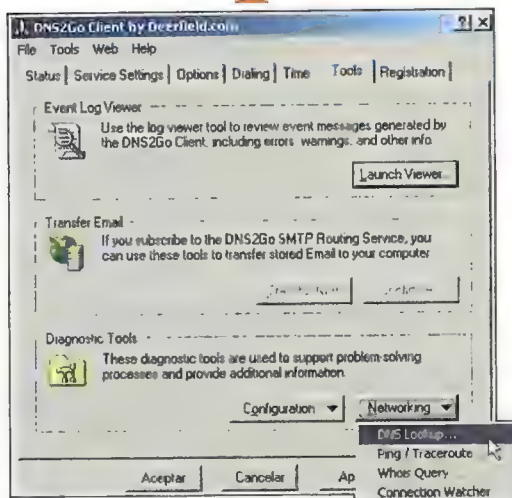 DNS2Go Client by Deerfield.com
File Tools Web Help
Status Service Settings Options Dialing Time Tools Registration
Event Log Viewer
Use the log viewer tool to review event messages generated by
the DNS2Go Client, including errors warnings, and other info
Launch Viewer...
Transfer Email
If you subscribe to the DNS2Go SMTP Routing Service, you
can use these tools to transfer stored Email to your computer
Diagnostic Tools
These diagnostic tools are used to support problem-solving
processes and provide additional information.
Configuration Networking
DNS Lookup...
Ping / Traceroute
Whois Query
Connection Watcher
Aceptar Cancelar Ap